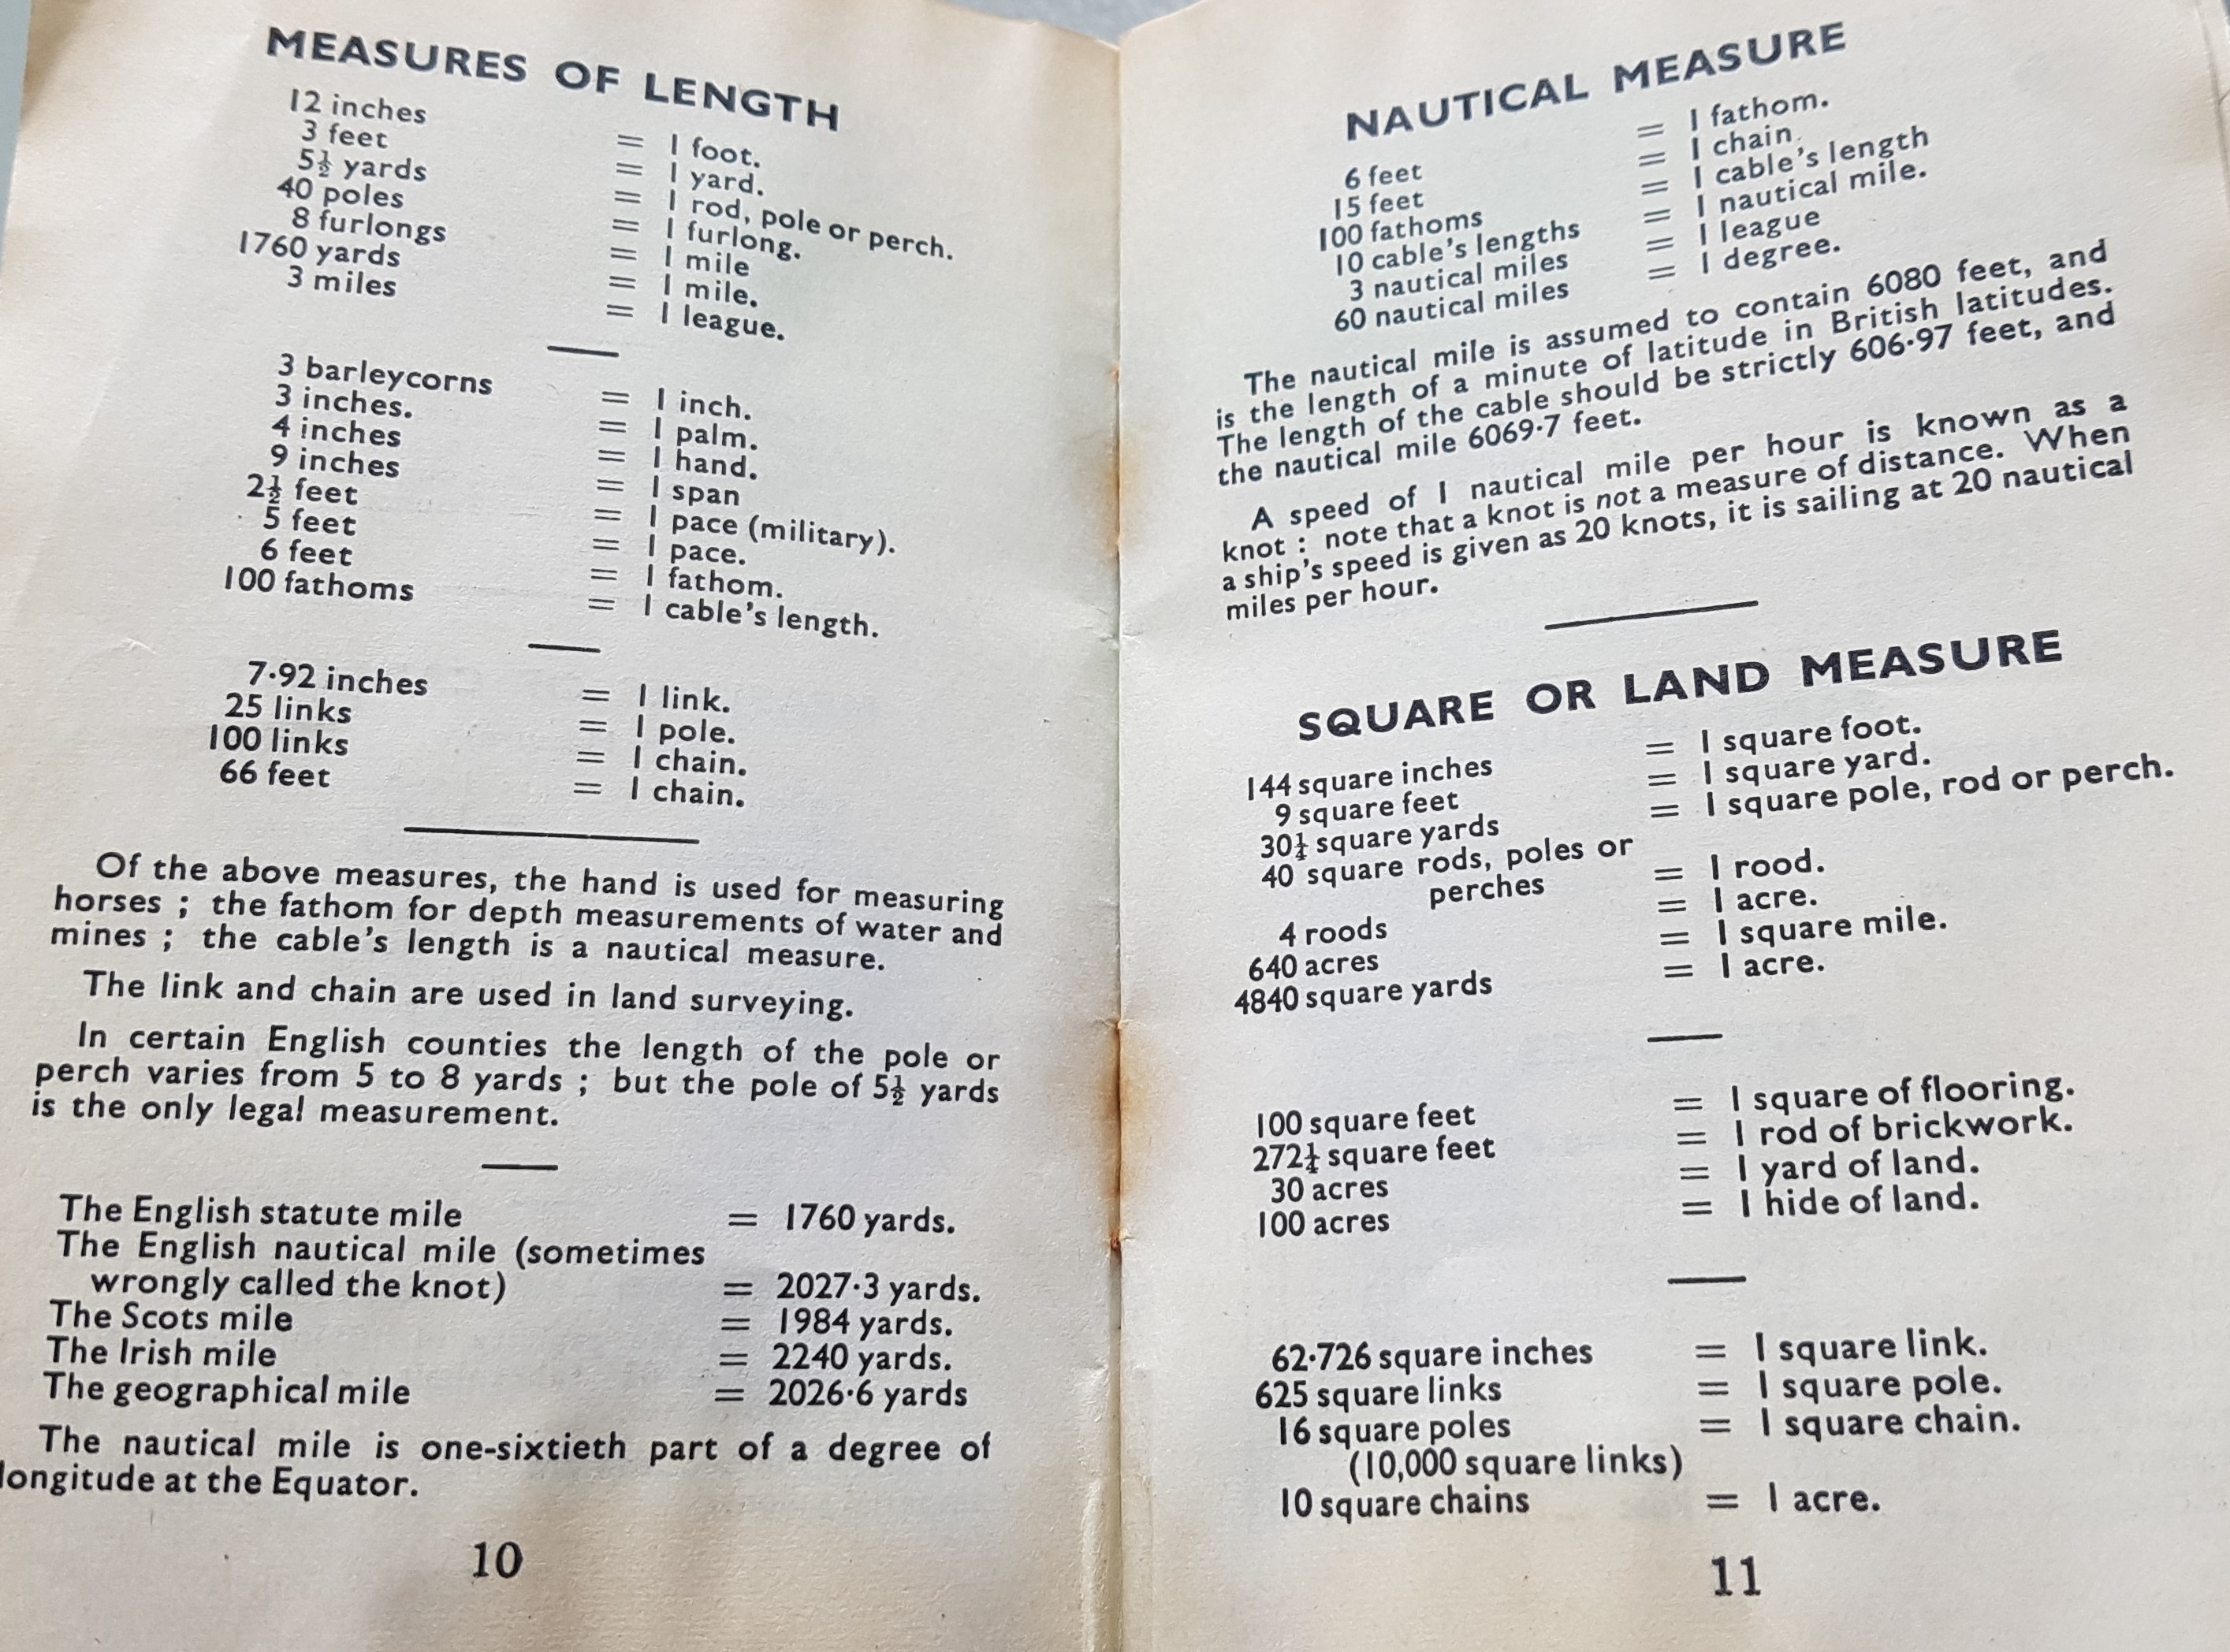 MEASURES OF LENGTH
12 inches = 1 foot.
3 feet = 1 yard.
5½ yards = 1 rod, pole or perch.
40 poles = 1 furlong.
8 furlongs = 1 mile
1760 yards = 1 mile.
3 miles = 1 league.
3 barleycorns = 1 inch.
3 inches. = 1 palm.
4 inches = 1 hand.
9 inches = 1 span
2½ feet = 1 pace (military).
5 feet = 1 pace.
6 feet = 1 fathom.
100 fathoms = 1 cable's length.
7·92 inches = 1 link.
25 links = 1 pole.
100 links = 1 chain.
66 feet = 1 chain.
Of the above measures, the hand is used for measuring
horses ; the fathom for depth measurements of water and
mines ; the cable's length is a nautical measure.
The link and chain are used in land surveying.
In certain English counties the length of the pole or
perch varies from 5 to 8 yards ; but the pole of 5½ yards
is the only legal measurement.
The English statute mile = 1760 yards.
The English nautical mile (sometimes
wrongly called the knot) = 2027·3 yards.
The Scots mile = 1984 yards.
The Irish mile = 2240 yards.
The geographical mile = 2026·6 yards
The nautical mile is one-sixtieth part of a degree of
longitude at the Equator.
10
NAUTICAL MEASURE
6 feet = 1 fathom.
15 feet = 1 chain.
100 fathoms = 1 cable's length
10 cable's lengths = 1 nautical mile.
3 nautical miles = 1 league
60 nautical miles = 1 degree.
The nautical mile is assumed to contain 6080 feet, and
is the length of a minute of latitude in British latitudes.
The length of the cable should be strictly 606·97 feet, and
the nautical mile 6069·7 feet.
A speed of 1 nautical mile per hour is known as a
knot : note that a knot is not a measure of distance. When
a ship's speed is given as 20 knots, it is sailing at 20 nautical
miles per hour.
SQUARE OR LAND MEASURE
144 square inches = 1 square foot.
9 square feet = 1 square yard.
30¼ square yards = 1 square pole, rod or perch.
40 square rods, poles or
perches = 1 rood.
4 roods = 1 acre.
640 acres = 1 square mile.
4840 square yards = 1 acre.
100 square feet = 1 square of flooring.
272¼ square feet = 1 rod of brickwork.
30 acres = 1 yard of land.
100 acres = 1 hide of land.
62·726 square inches = 1 square link.
625 square links = 1 square pole.
16 square poles = 1 square chain.
(10,000 square links)
10 square chains = 1 acre.
11